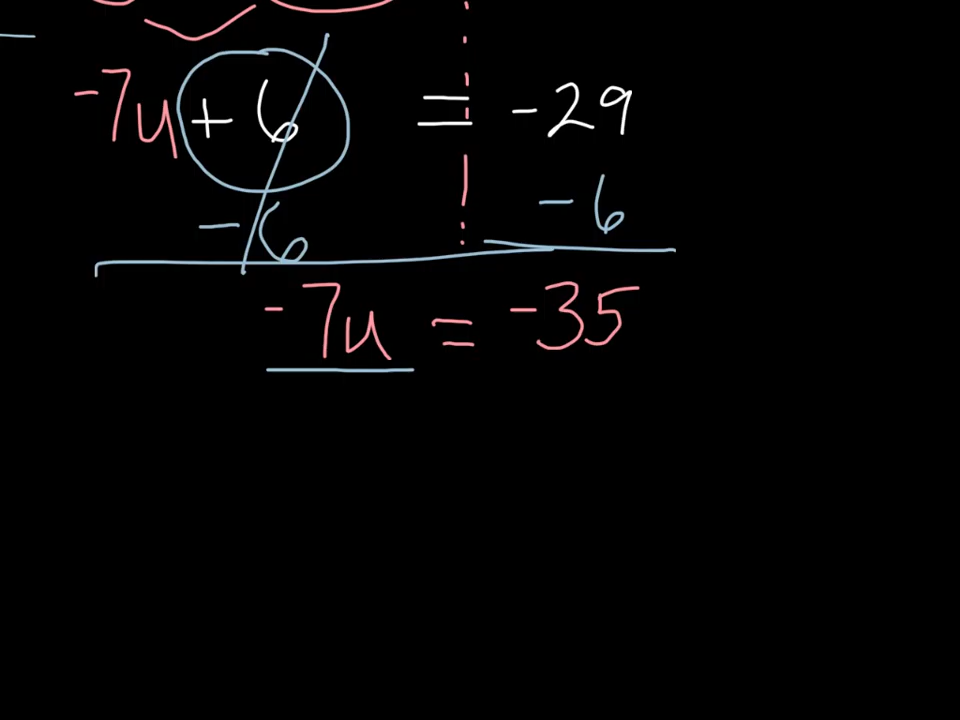 -7u + 6 = -29
-6 -6
-7u = -35